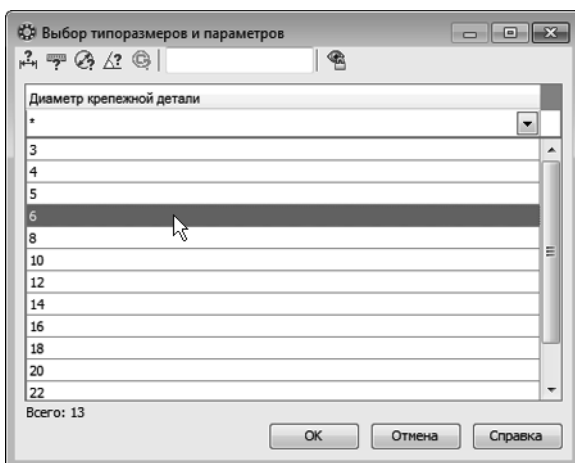 Выбор типоразмеров и параметров
Диаметр крепежной детали
*
3
4
5
6
8
10
12
14
16
18
20
22
Всего: 13
ОК
Отмена
Справка